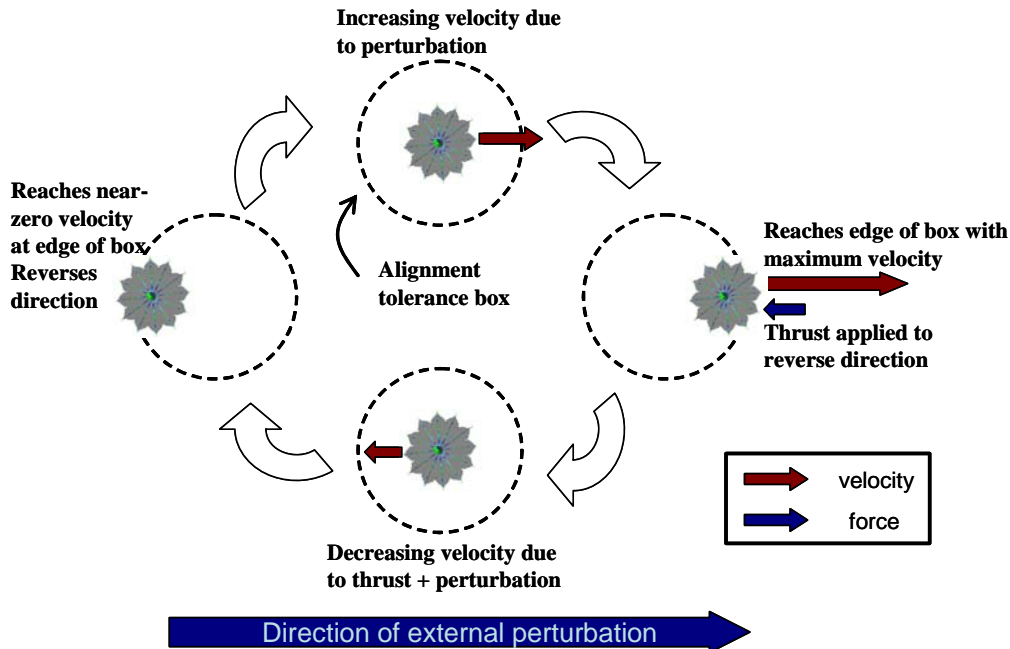 Increasing velocity due
to perturbation
Reaches near-
zero velocity
at edge of box
Reverses
direction
Alignment
tolerance box
Reaches edge of box with
maximum velocity
Thrust applied to
reverse direction
velocity
force
Decreasing velocity due
to thrust + perturbation
Direction of external perturbation